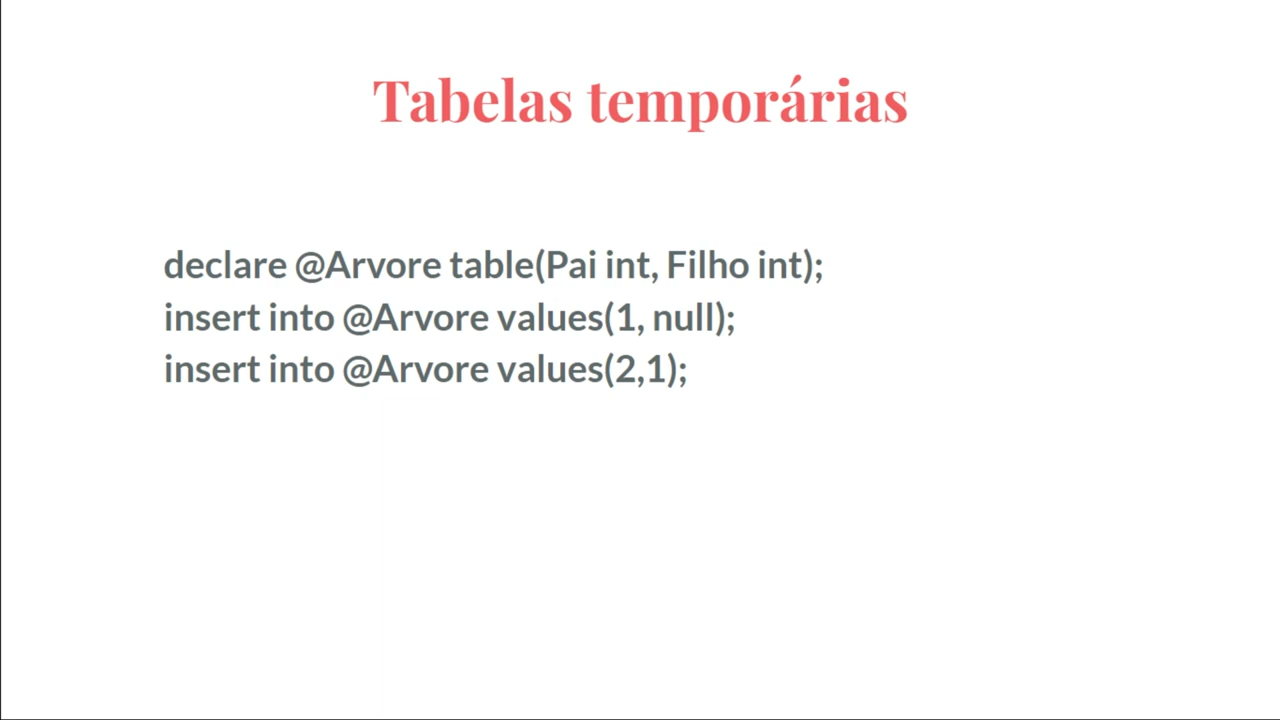 Tabelas temporárias
declare @Arvore table(Pai int, Filho int);
insert into @Arvore values(1, null);
insert into @Arvore values(2,1);